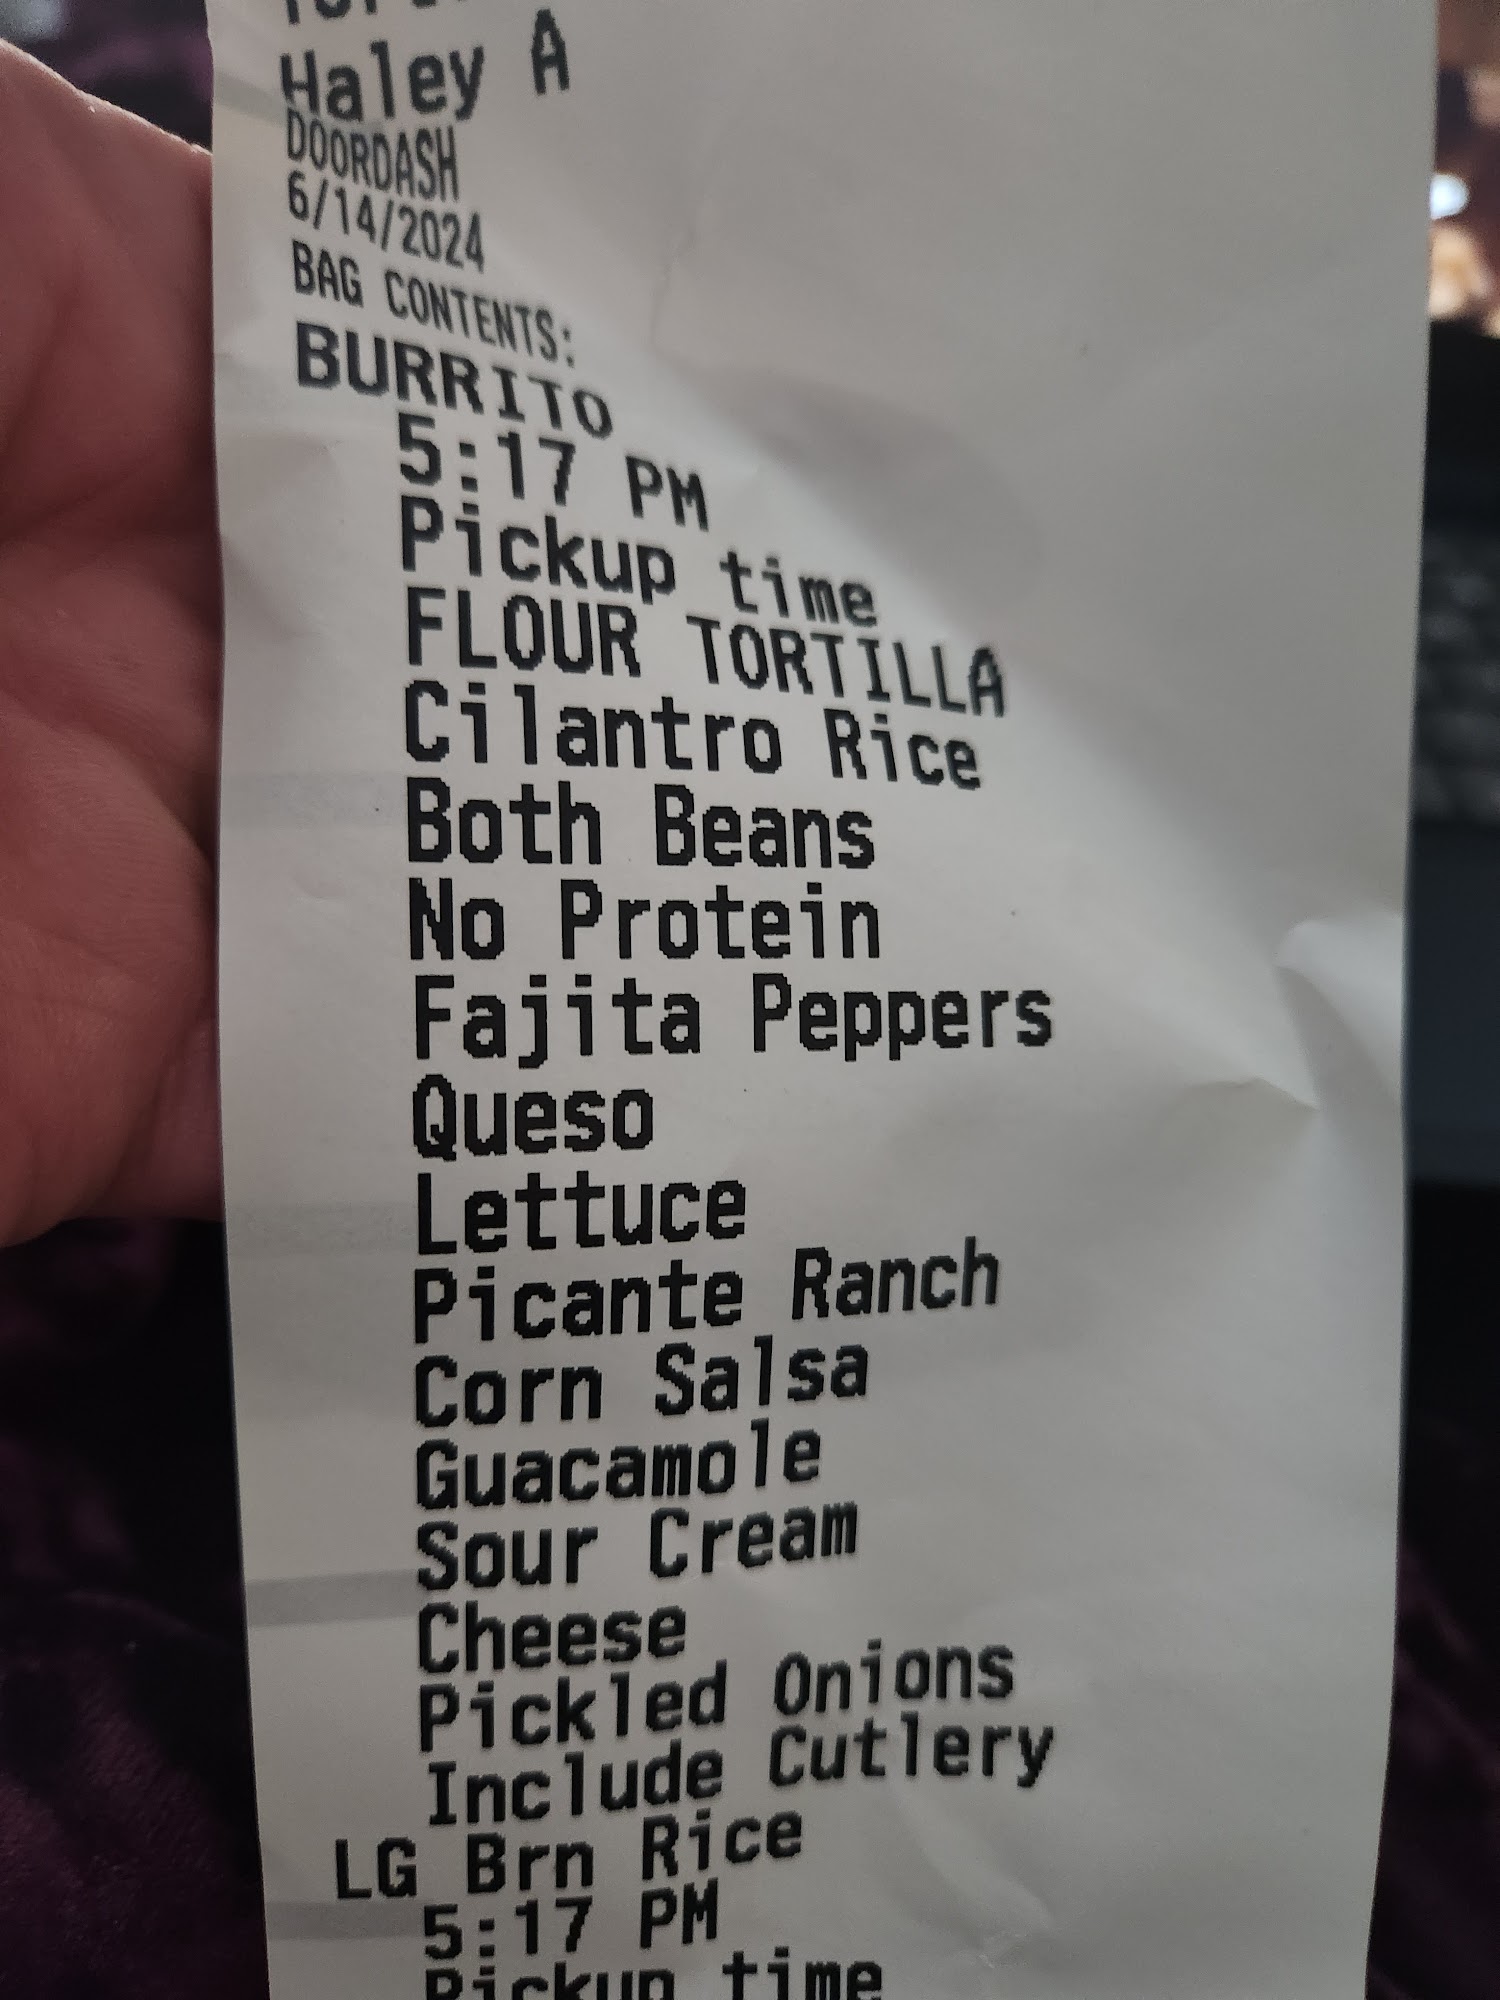 Haley A
DOORDASH
6/14/2024
BAG CONTENTS:
BURRITO
5:17 PM
Pickup time
FLOUR TORTILLA
Cilantro Rice
Both Beans
No Protein
Fajita Peppers
Queso
Lettuce
Picante Ranch
Corn Salsa
Guacamole
Sour Cream
Cheese
Pickled Onions
Include Cutlery
LG Brn Rice
5:17 PM
Pickup time